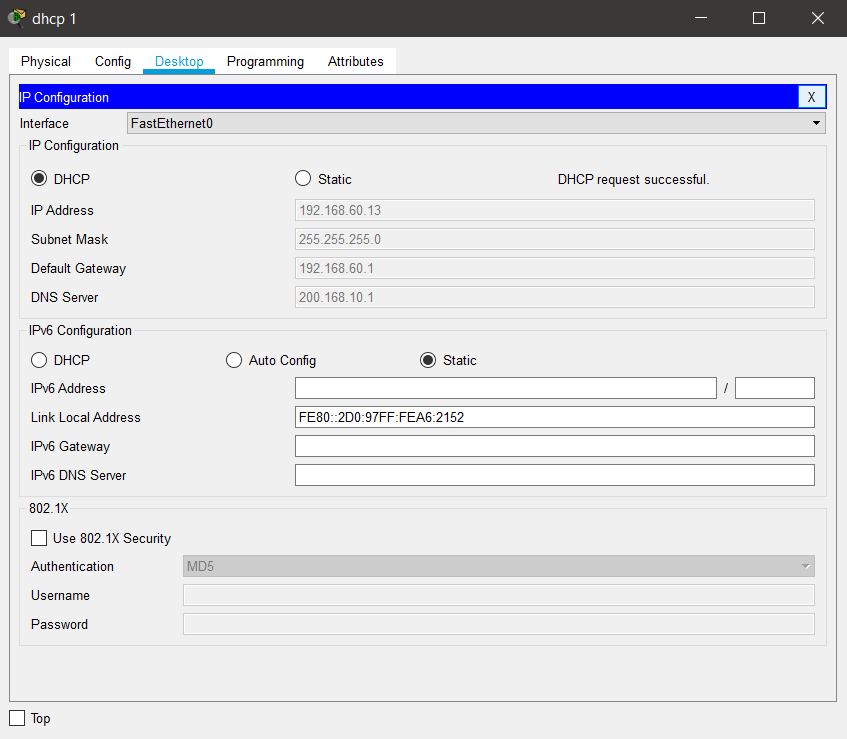 dhcp 1
Physical Config Desktop Programming Attributes
IP Configuration X
Interface FastEthernet0
IP Configuration
DHCP Static DHCP request successful.
IP Address 192.168.60.13
Subnet Mask 255.255.255.0
Default Gateway 192.168.60.1
DNS Server 200.168.10.1
IPv6 Configuration
DHCP Auto Config Static
IPv6 Address /
Link Local Address FE80::2D0:97FF:FEA6:2152
IPv6 Gateway
IPv6 DNS Server
802.1X
Use 802.1X Security
Authentication MD5
Username
Password
Top